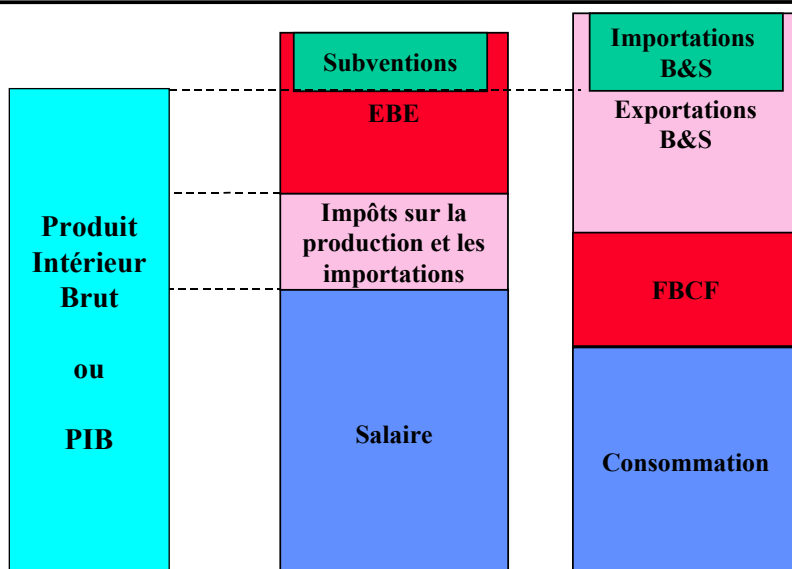 Produit
Intérieur
Brut
ou
PIB
Subventions
EBE
Impôts sur la
production et les
importations
Salaire
Importations
B&S
Exportations
B&S
FBCF
Consommation